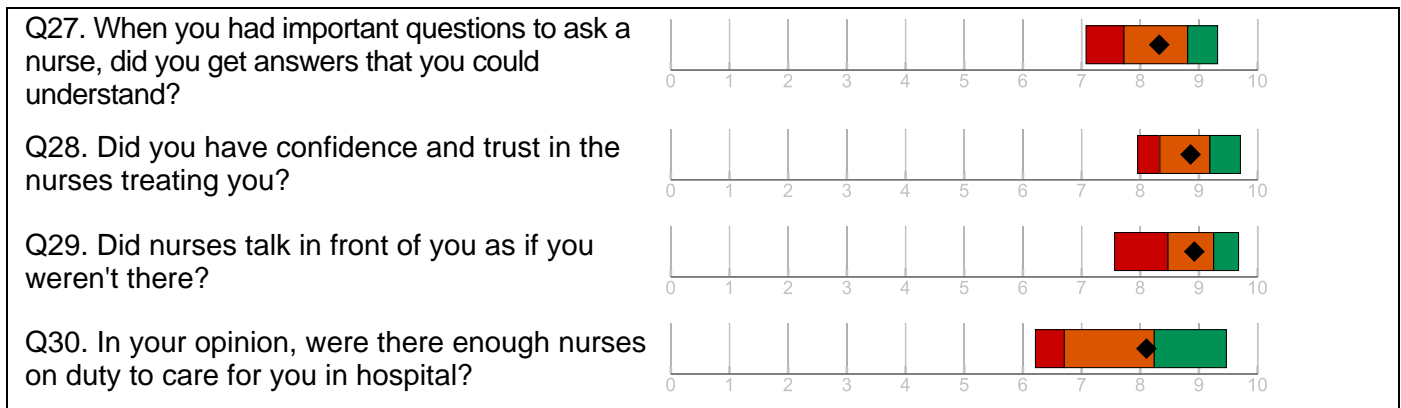 Q27. When you had important questions to ask a
nurse, did you get answers that you could
understand?
0 1 2 3 4 5 6 7 8 9 10
Q28. Did you have confidence and trust in the
nurses treating you?
0 1 2 3 4 5 6 7 8 9 10
Q29. Did nurses talk in front of you as if you
weren't there?
0 1 2 3 4 5 6 7 8 9 10
Q30. In your opinion, were there enough nurses
on duty to care for you in hospital?
0 1 2 3 4 5 6 7 8 9 10